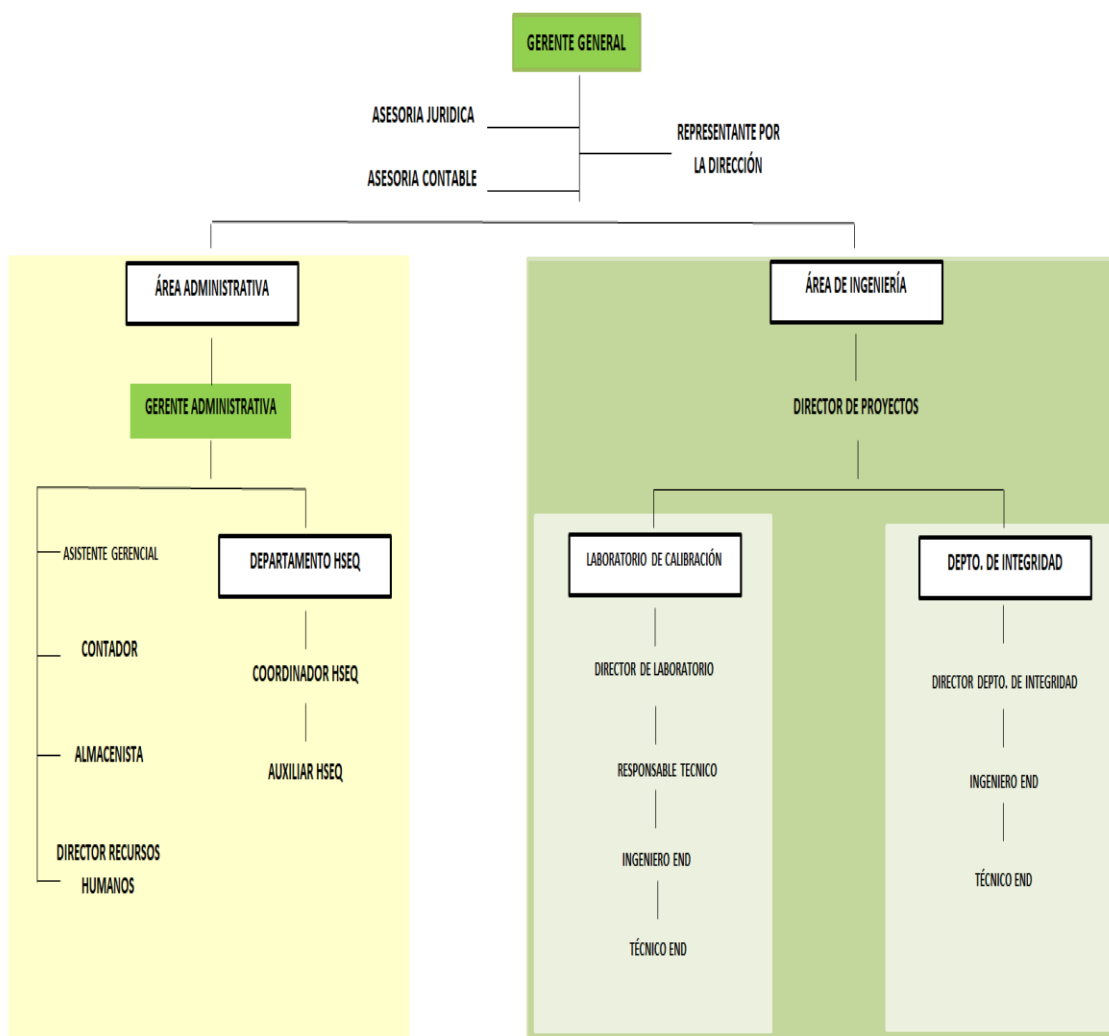 GERENTE GENERAL
ASESORIA JURIDICA
REPRESENTANTE POR
LA DIRECCIÓN
ASESORIA CONTABLE
ÁREA ADMINISTRATIVA
GERENTE ADMINISTRATIVA
ASISTENTE GERENCIAL
CONTADOR
ALMACENISTA
DIRECTOR RECURSOS
HUMANOS
DEPARTAMENTO HSEQ
COORDINADOR HSEQ
AUXILIAR HSEQ
ÁREA DE INGENIERÍA
DIRECTOR DE PROYECTOS
LABORATORIO DE CALIBRACIÓN
DIRECTOR DE LABORATORIO
RESPONSABLE TECNICO
INGENIERO END
TÉCNICO END
DEPTO. DE INTEGRIDAD
DIRECTOR DEPTO. DE INTEGRIDAD
INGENIERO END
TÉCNICO END